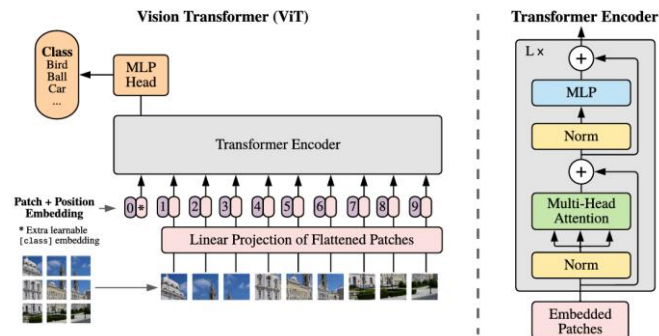 Vision Transformer (ViT)
Class
Bird
Ball
Car
...
MLP
Head
Transformer Encoder
Patch + Position
Embedding
0 * 1 2 3 4 5 6 7 8 9
* Extra learnable
[class] embedding
Linear Projection of Flattened Patches
Transformer Encoder
L x
+
MLP
Norm
+
Multi-Head
Attention
Norm
Embedded
Patches